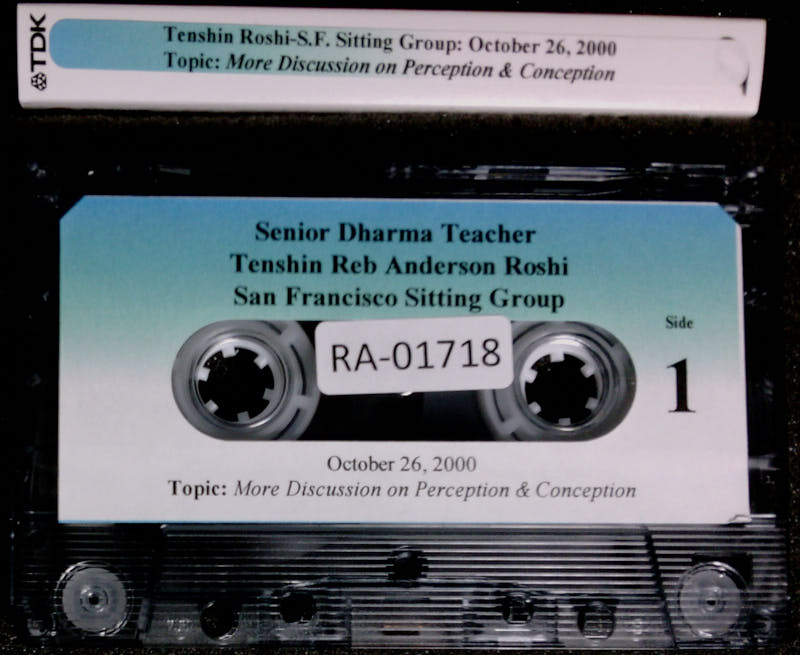 TDK
Tenshin Roshi-S.F. Sitting Group: October 26, 2000
Topic: More Discussion on Perception & Conception
Senior Dharma Teacher
Tenshin Reb Anderson Roshi
San Francisco Sitting Group
Side
1
RA-01718
October 26, 2000
Topic: More Discussion on Perception & Conception